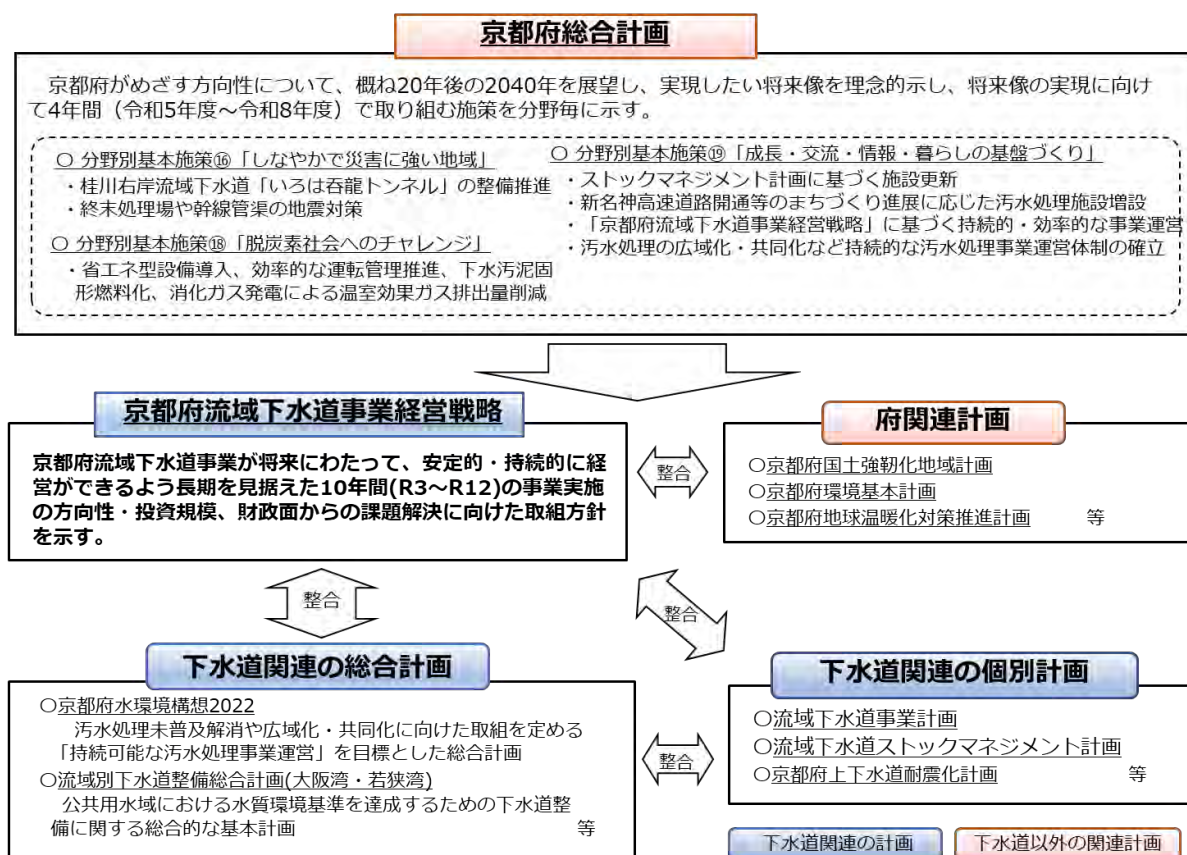 京都府総合計画
京都府がめざす方向性について、概ね20年後の2040年を展望し、実現したい将来像を理念的示し、将来像の実現に向け
て4年間（令和5年度～令和8年度）で取り組む施策を分野毎に示す。
○ 分野別基本施策⑯「しなやかで災害に強い地域」
・桂川右岸流域下水道「いろは呑龍トンネル」の整備推進
・終末処理場や幹線管渠の地震対策
○ 分野別基本施策⑱「脱炭素社会へのチャレンジ」
・省エネ型設備導入、効率的な運転管理推進、下水汚泥固
形燃料化、消化ガス発電による温室効果ガス排出量削減
○ 分野別基本施策⑲「成長・交流・情報・暮らしの基盤づくり」
・ストックマネジメント計画に基づく施設更新
・新名神高速道路開通等のまちづくり進展に応じた汚水処理施設増設
・「京都府流域下水道事業経営戦略」に基づく持続的・効率的な事業運営
・汚水処理の広域化・共同化など持続的な汚水処理事業運営体制の確立
京都府流域下水道事業経営戦略
京都府流域下水道事業が将来にわたって、安定的・持続的に経
営ができるよう長期を見据えた10年間(R3～R12)の事業実施
の方向性・投資規模、財政面からの課題解決に向けた取組方針
を示す。
整合
府関連計画
○京都府国土強靭化地域計画
○京都府環境基本計画
○京都府地球温暖化対策推進計画 等
整合
整合
下水道関連の総合計画
○京都府水環境構想2022
汚水処理未普及解消や広域化・共同化に向けた取組を定める
「持続可能な汚水処理事業運営」を目標とした総合計画
○流域別下水道整備総合計画(大阪湾・若狭湾)
公共用水域における水質環境基準を達成するための下水道整
備に関する総合的な基本計画 等
整合
下水道関連の個別計画
○流域下水道事業計画
○流域下水道ストックマネジメント計画
○京都府上下水道耐震化計画 等
下水道関連の計画
下水道以外の関連計画